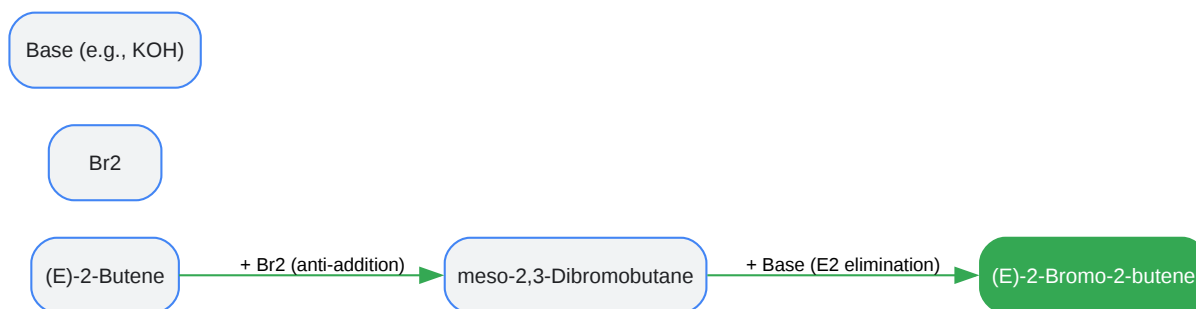 Base (e.g., KOH)
Br2
(E)-2-Butene
+ Br2 (anti-addition)
meso-2,3-Dibromobutane
+ Base (E2 elimination)
(E)-2-Bromo-2-butene